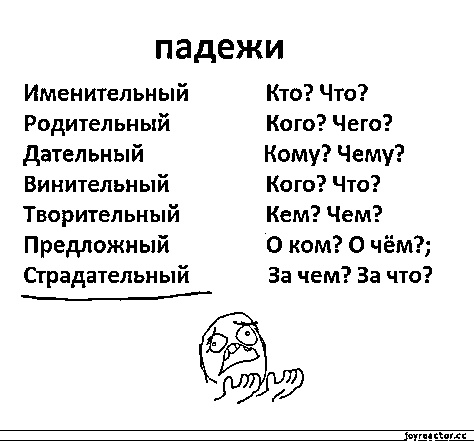 падежи
Именительный Кто? Что?
Родительный Кого? Чего?
Дательный Кому? Чему?
Винительный Кого? Что?
Творительный Кем? Чем?
Предложный О ком? О чём?;
Страдательный За чем? За что?
joyreactor.cc